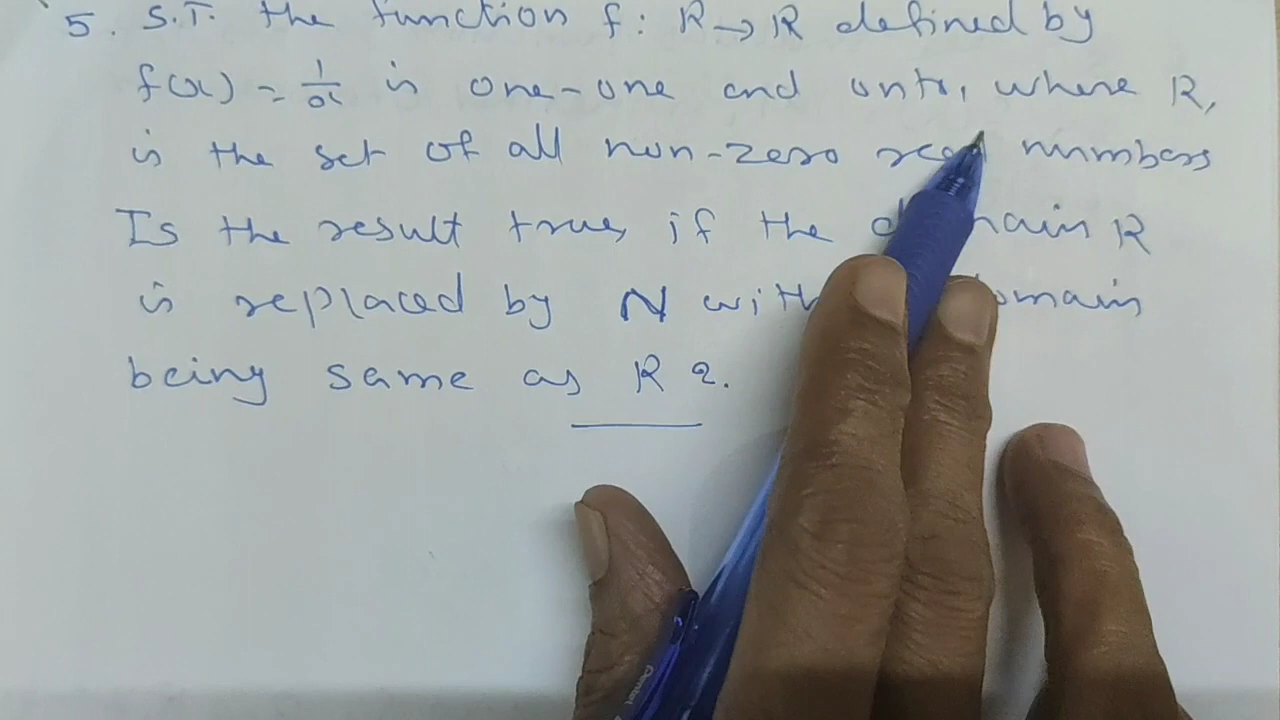 5. S.T. the function f: R→R defined by
f(x) = 1/x is one-one and onto, where R,
is the set of all non-zero real numbers
Is the result true, if the domain R
is replaced by N with domain
being same as R ?.